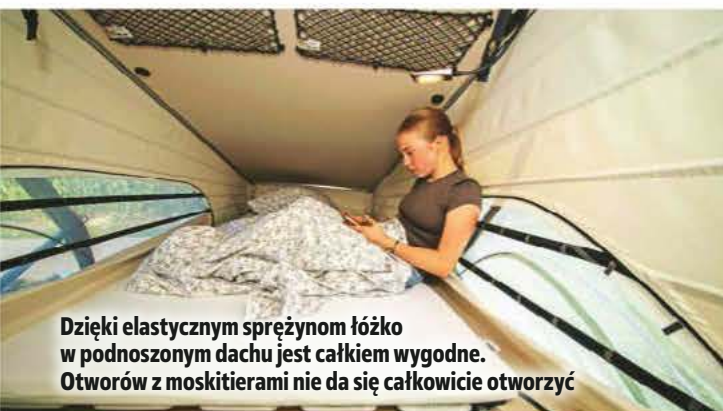 Dzięki elastycznym sprężynom łóżko
w podnoszonym dachu jest całkiem wygodne.
Otworów z moskitierami nie da się całkowicie otworzyć